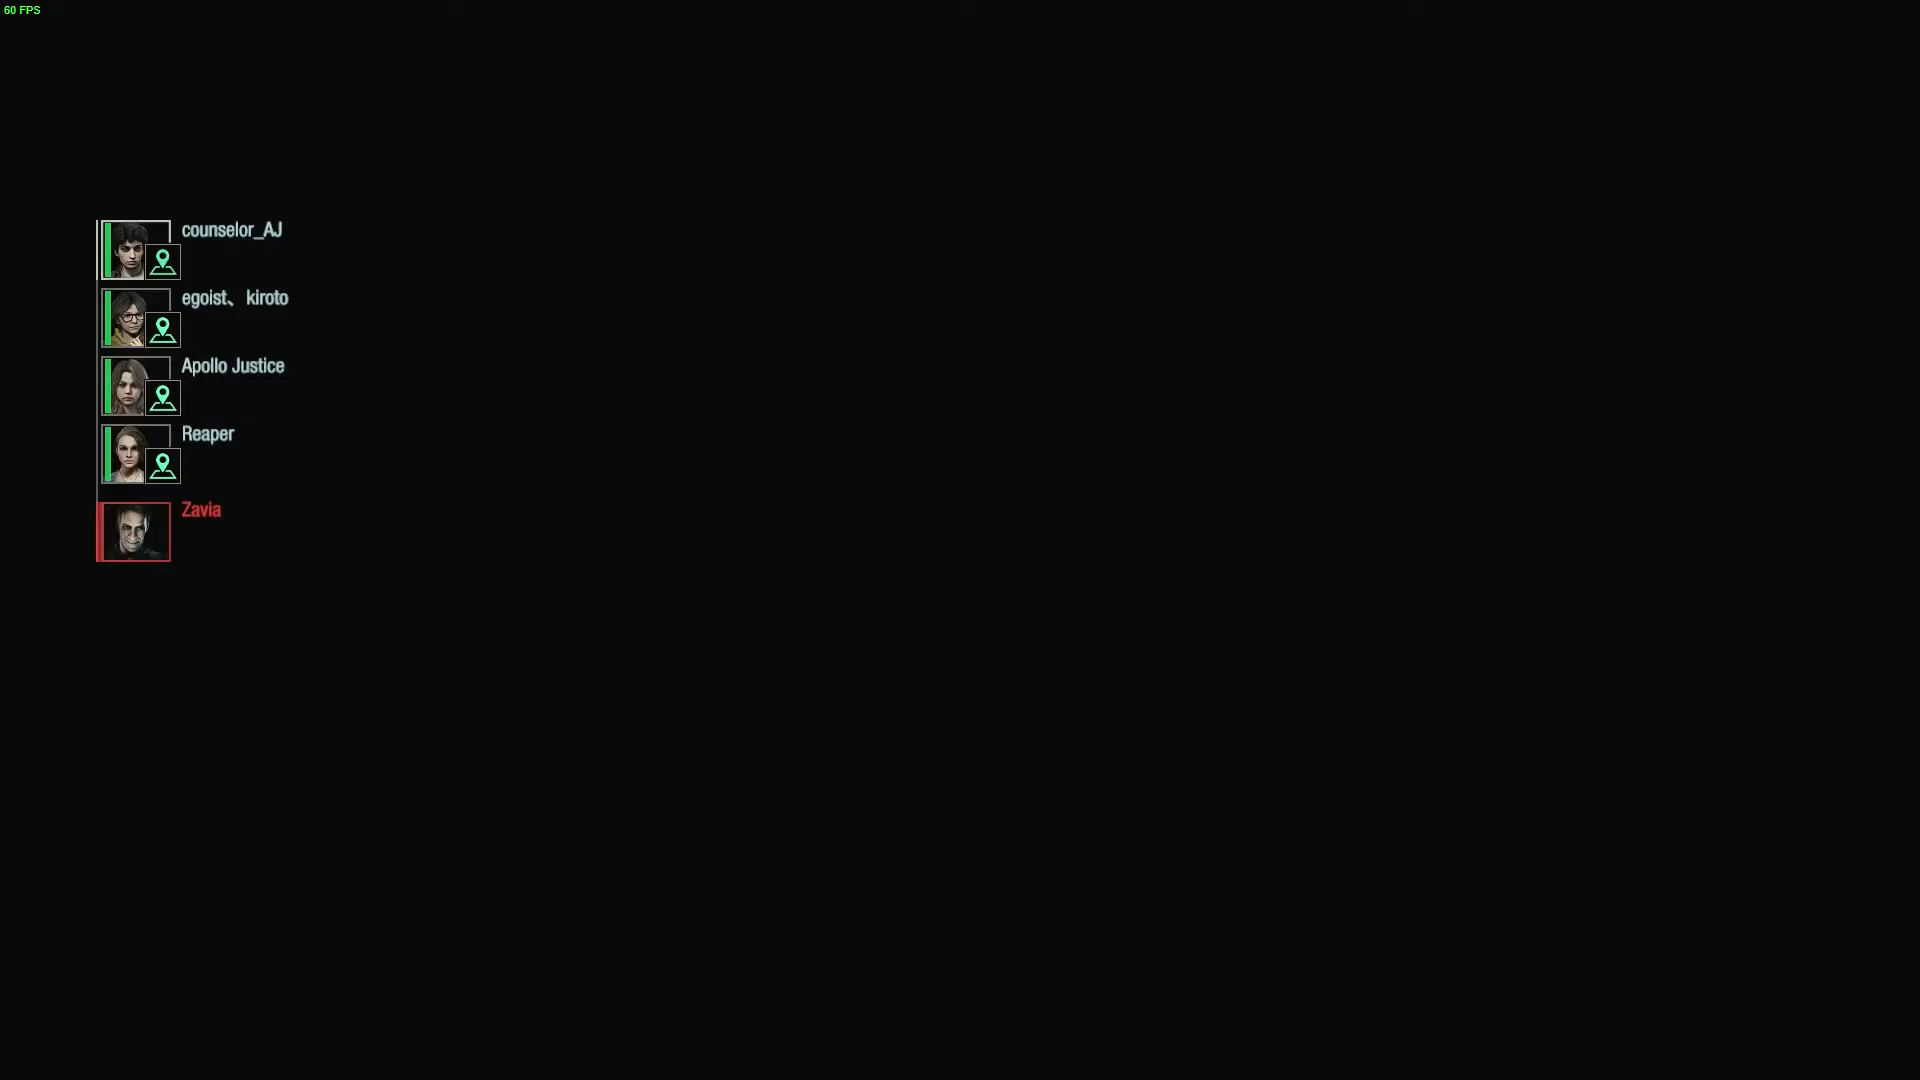 60 FPS
counselor_AJ
egoist、 kiroto
Apollo Justice
Reaper
Zavia